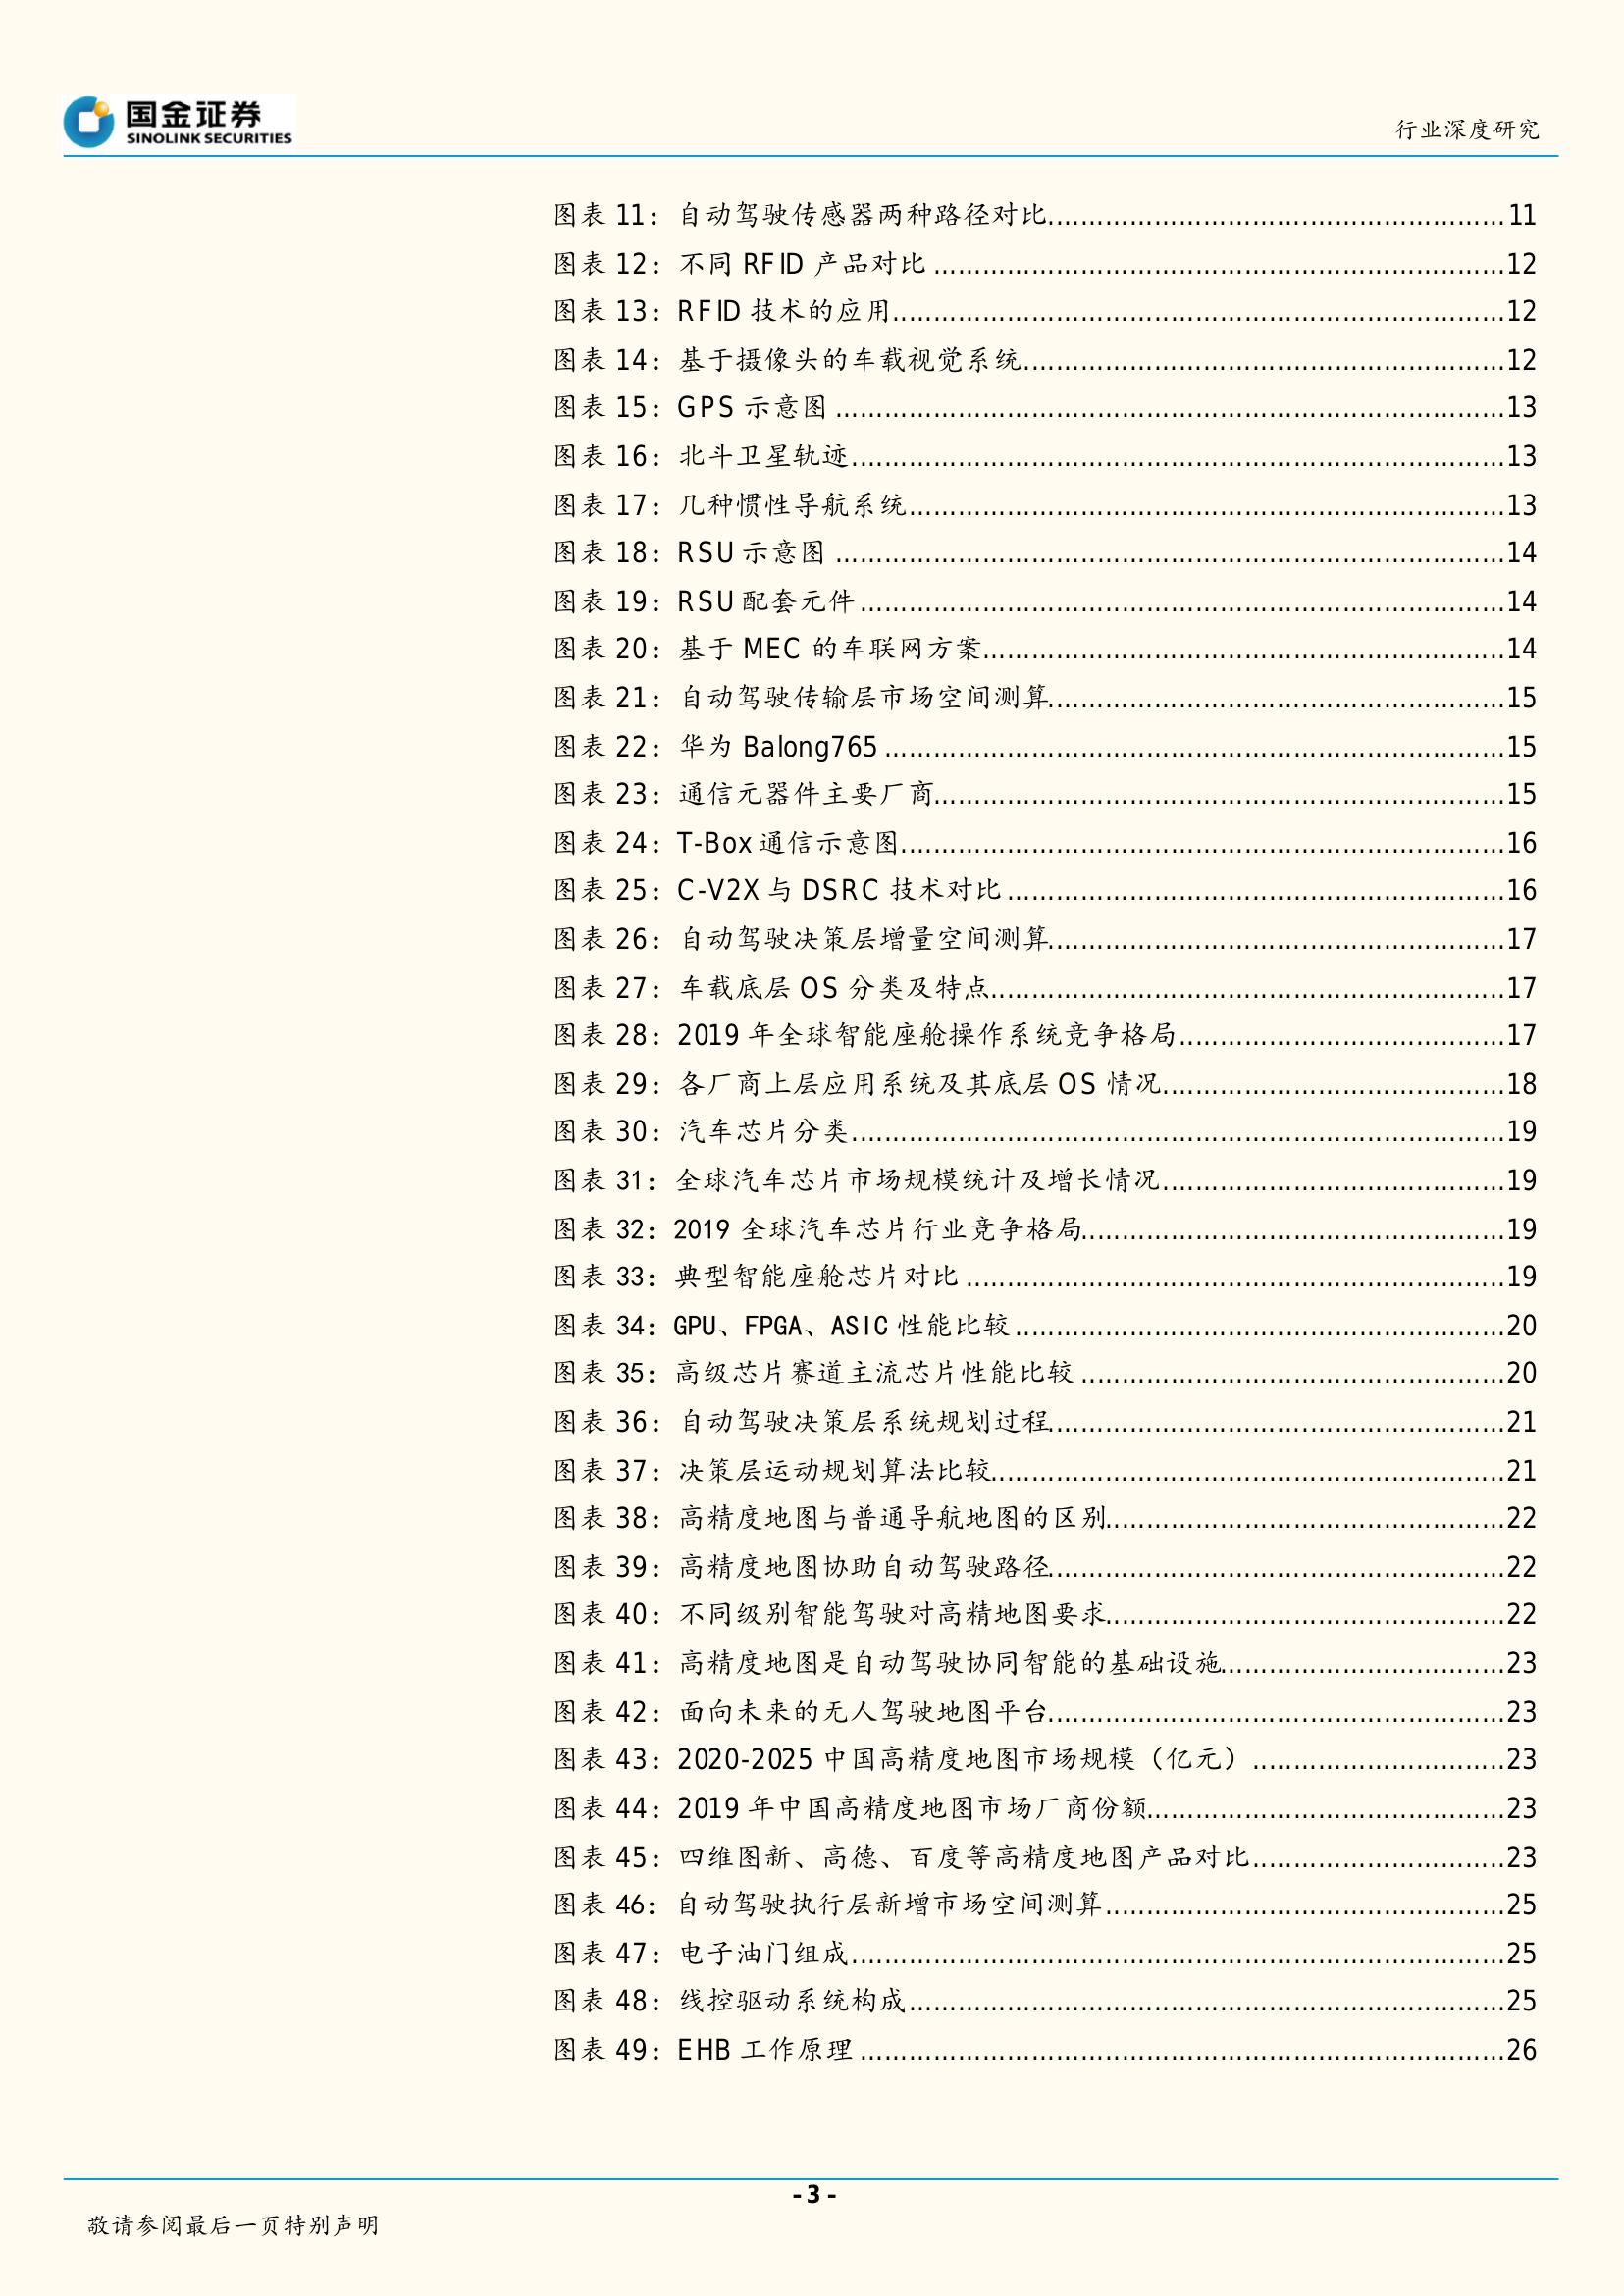 国金证券
SINOLINK SECURITIES
行业深度研究
图表 11：自动驾驶传感器两种路径对比............................................................11
图表 12：不同 RFID 产品对比............................................................12
图表 13：RFID 技术的应用............................................................12
图表 14：基于摄像头的车载视觉系统............................................................12
图表 15：GPS 示意图............................................................13
图表 16：北斗卫星轨迹............................................................13
图表 17：几种惯性导航系统............................................................13
图表 18：RSU 示意图............................................................14
图表 19：RSU 配套元件............................................................14
图表 20：基于 MEC 的车联网方案............................................................14
图表 21：自动驾驶传输层市场空间测算............................................................15
图表 22：华为 Balong765............................................................15
图表 23：通信元器件主要厂商............................................................15
图表 24：T-Box 通信示意图............................................................16
图表 25：C-V2X 与 DSRC 技术对比............................................................16
图表 26：自动驾驶决策层增量空间测算............................................................17
图表 27：车载底层 OS 分类及特点............................................................17
图表 28：2019 年全球智能座舱操作系统竞争格局........................................17
图表 29：各厂商上层应用系统及其底层 OS 情况........................................18
图表 30：汽车芯片分类............................................................19
图表 31：全球汽车芯片市场规模统计及增长情况........................................19
图表 32：2019 全球汽车芯片行业竞争格局..................................................19
图表 33：典型智能座舱芯片对比............................................................19
图表 34：GPU、FPGA、ASIC 性能比较............................................................20
图表 35：高级芯片赛道主流芯片性能比较..................................................20
图表 36：自动驾驶决策层系统规划过程............................................................21
图表 37：决策层运动规划算法比较............................................................21
图表 38：高精度地图与普通导航地图的区别..................................................22
图表 39：高精度地图协助自动驾驶路径............................................................22
图表 40：不同级别智能驾驶对高精地图要求..................................................22
图表 41：高精度地图是自动驾驶协同智能的基础设施...................................23
图表 42：面向未来的无人驾驶地图平台............................................................23
图表 43：2020-2025 中国高精度地图市场规模（亿元）...............................23
图表 44：2019 年中国高精度地图市场厂商份额............................................23
图表 45：四维图新、高德、百度等高精度地图产品对比...............................23
图表 46：自动驾驶执行层新增市场空间测算..................................................25
图表 47：电子油门组成............................................................25
图表 48：线控驱动系统构成............................................................25
图表 49：EHB 工作原理............................................................26
- 3 -
敬请参阅最后一页特别声明